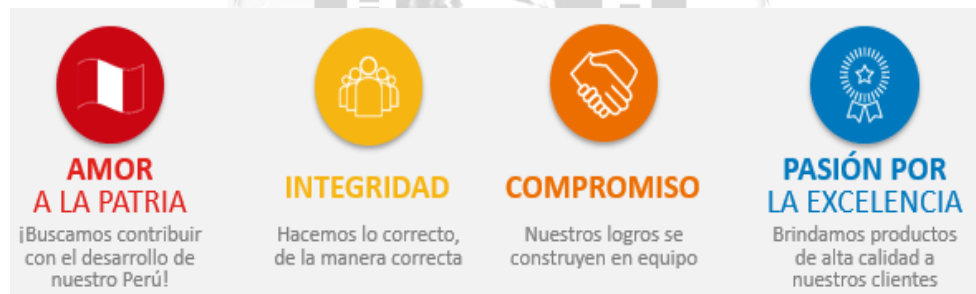 AMOR
A LA PATRIA
¡Buscamos contribuir
con el desarrollo de
nuestro Perú!
INTEGRIDAD
Hacemos lo correcto,
de la manera correcta
COMPROMISO
Nuestros logros se
construyen en equipo
PASIÓN POR
LA EXCELENCIA
Brindamos productos
de alta calidad a
nuestros clientes